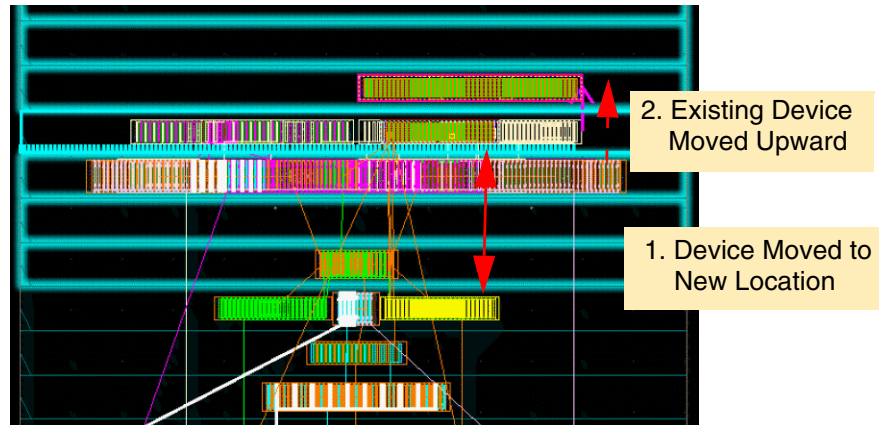 2. Existing Device
Moved Upward
1. Device Moved to
New Location